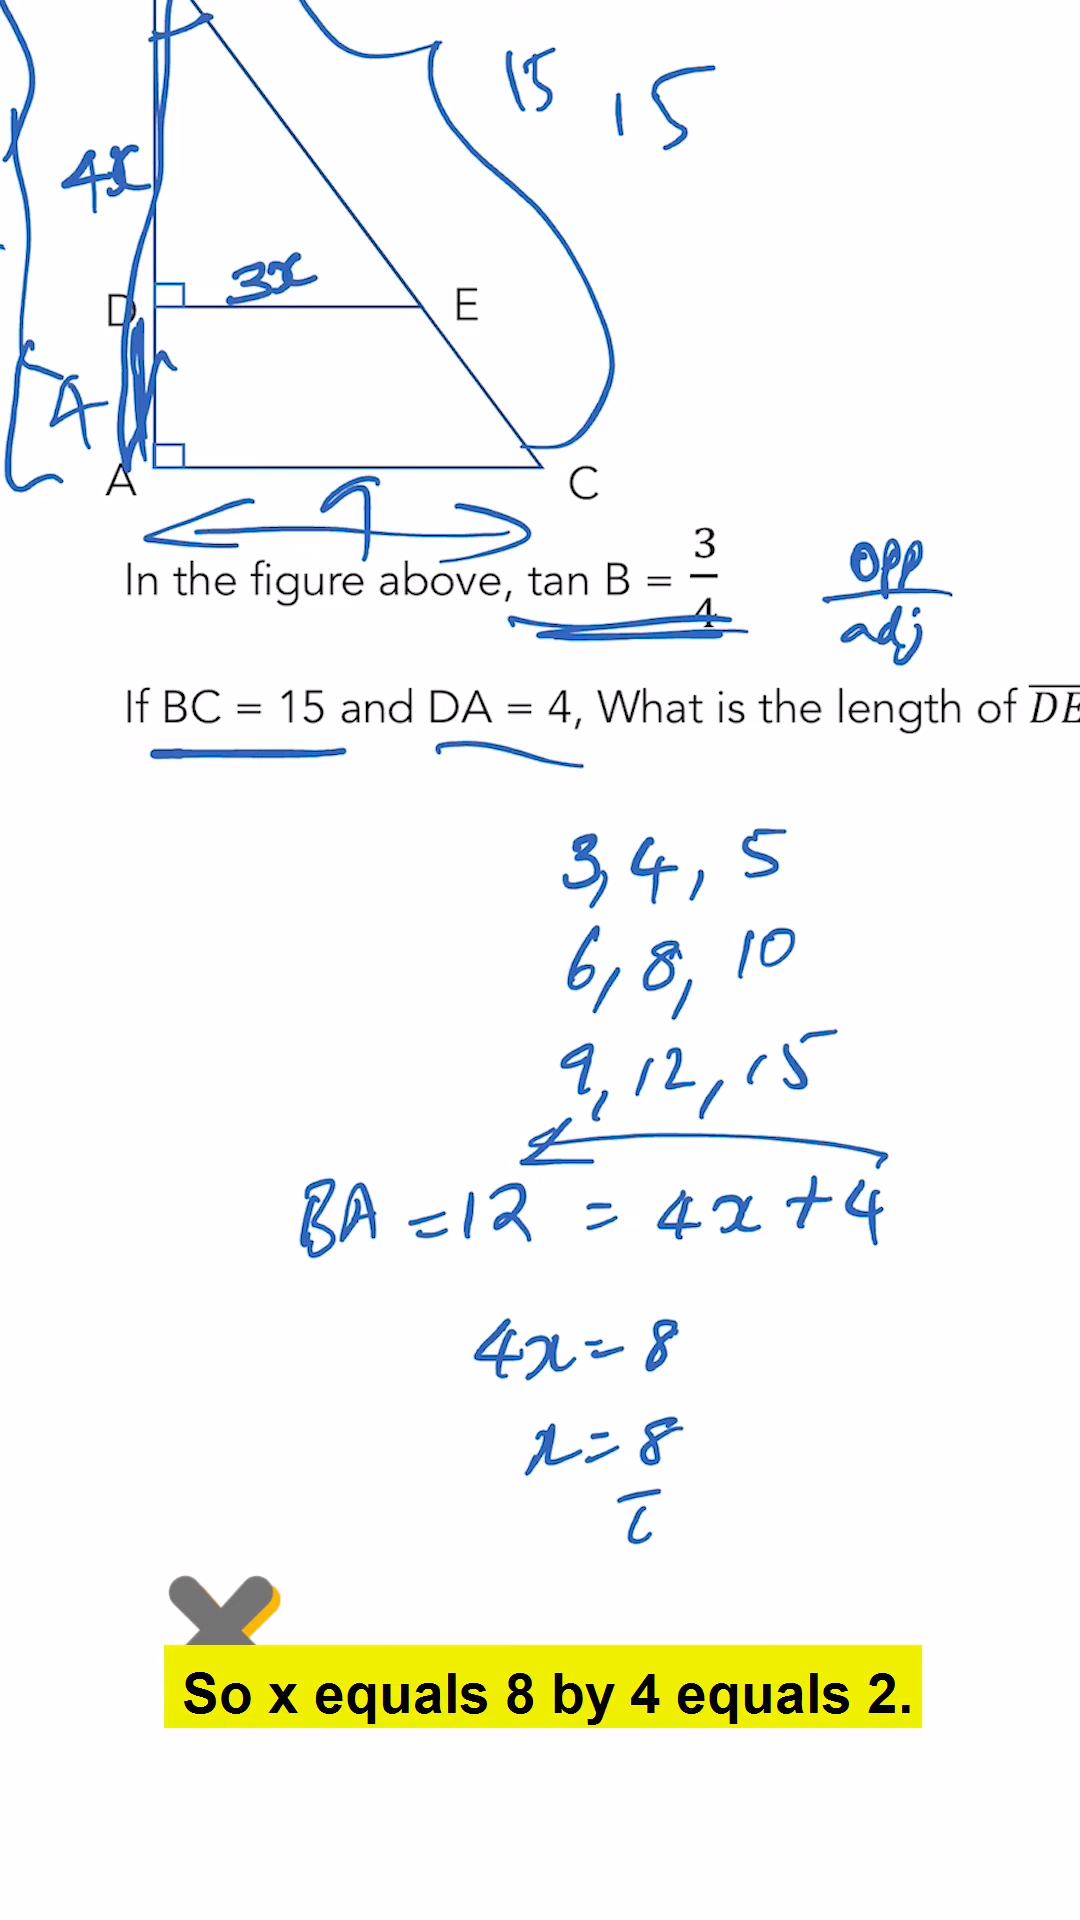 15 15
4x
3x
D E
4
A C
9
In the figure above, tan B = 3/4
opp
adj
If BC = 15 and DA = 4, What is the length of DE
3, 4, 5
6, 8, 10
9, 12, 15
BA = 12 = 4x + 4
4x = 8
x = 8
So x equals 8 by 4 equals 2.